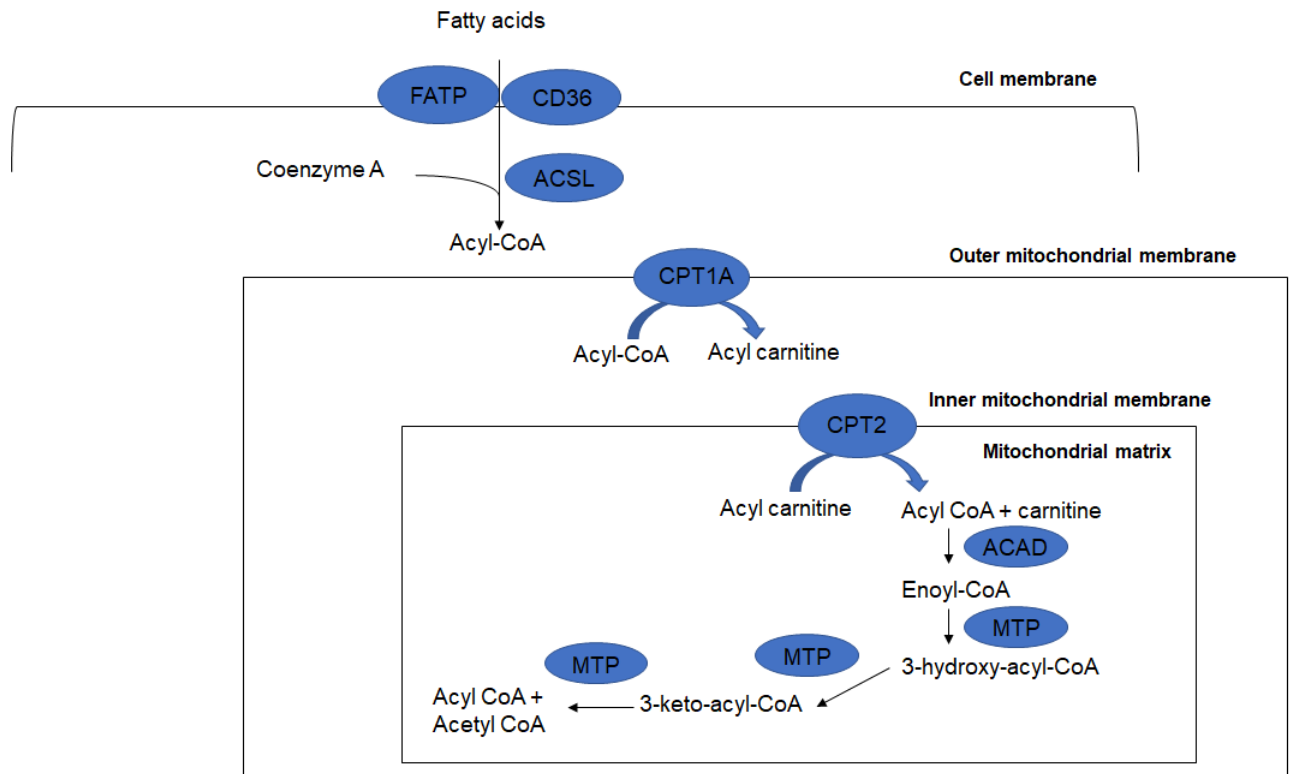 Fatty acids
FATP
CD36
Cell membrane
Coenzyme A
ACSL
Acyl-CoA
Outer mitochondrial membrane
CPT1A
Acyl-CoA
Acyl carnitine
Inner mitochondrial membrane
CPT2
Mitochondrial matrix
Acyl carnitine
Acyl CoA + carnitine
ACAD
Enoyl-CoA
MTP
3-hydroxy-acyl-CoA
MTP
3-keto-acyl-CoA
MTP
Acyl CoA +
Acetyl CoA